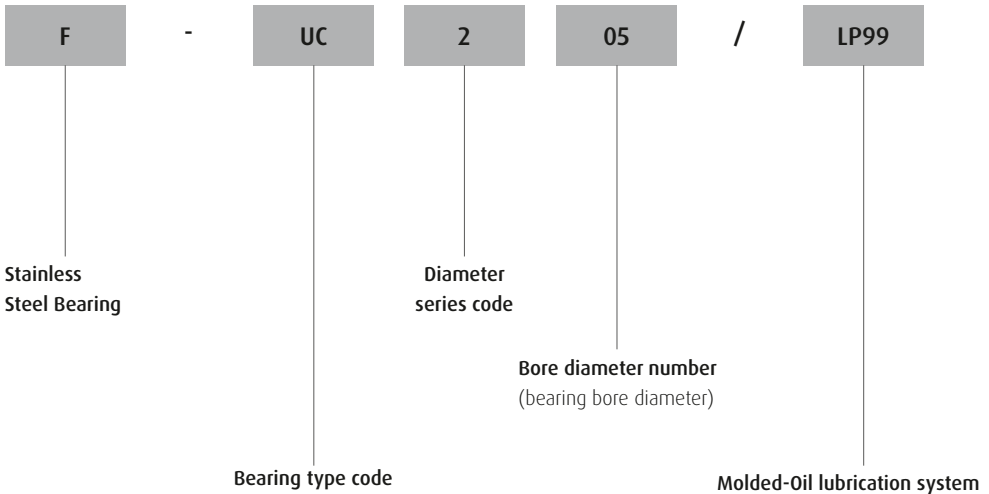 F - UC 2 05 / LP99
Stainless
Steel Bearing
Diameter
series code
Bore diameter number
(bearing bore diameter)
Bearing type code
Molded-Oil lubrication system